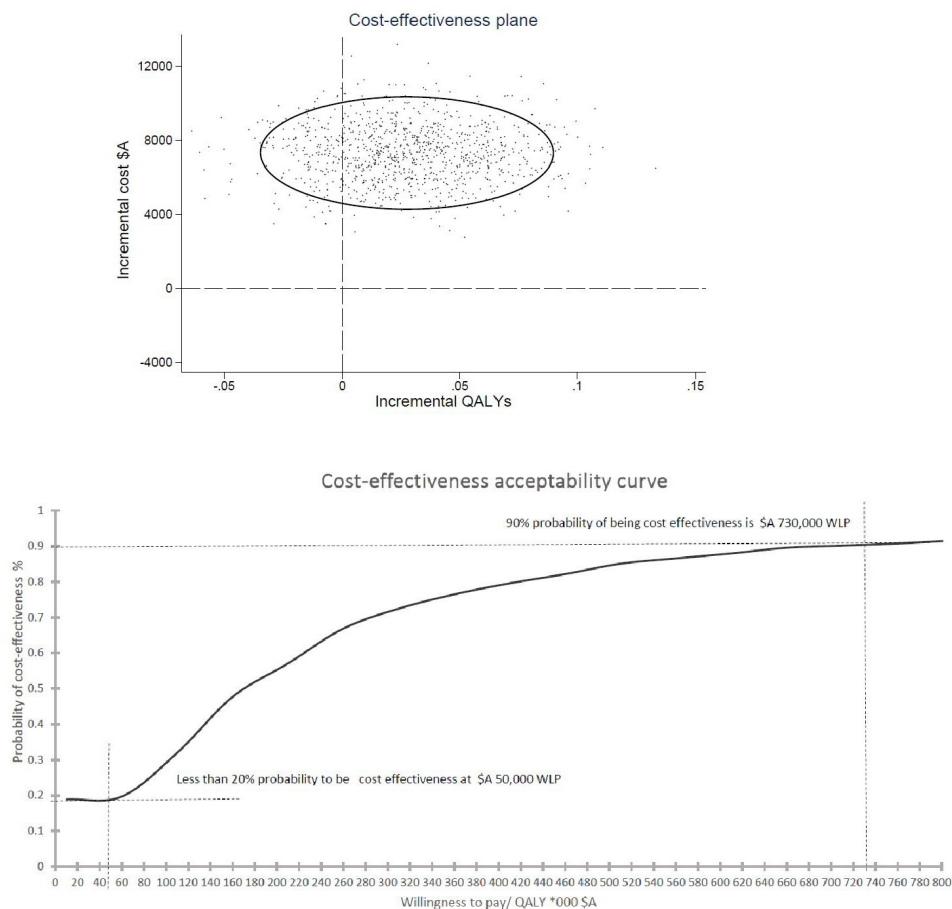 Cost-effectiveness plane
12000
8000
4000
0
-4000
Incremental cost $A
-.05 0 .05 .1 .15
Incremental QALYs
Cost-effectiveness acceptability curve
90% probability of being cost effectiveness is $A 730,000 WLP
1
0.9
0.8
0.7
0.6
0.5
0.4
0.3
0.2
0.1
0
Probability of cost-effectiveness %
Less than 20% probability to be cost effectiveness at $A 50,000 WLP
0 20 40 60 80 100 120 140 160 180 200 220 240 260 280 300 320 340 360 380 400 420 440 460 480 500 520 540 560 580 600 620 640 660 680 700 720 740 760 780 800
Willingness to pay/ QALY *000 $A